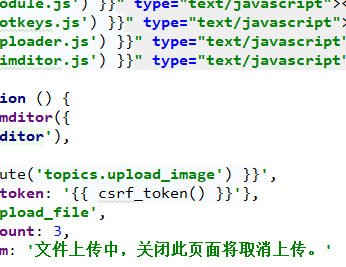 odule.js') }}" type="text/javascript"><
otkeys.js') }}" type="text/javascript"
ploader.js') }}" type="text/javascript"
imditor.js') }}" type="text/javascript"
ion () {
mditor({
ditor'),
ute('topics.upload_image') }}',
token: '{{ csrf_token() }}'},
pload_file',
ount: 3,
m: '文件上传中，关闭此页面将取消上传。'